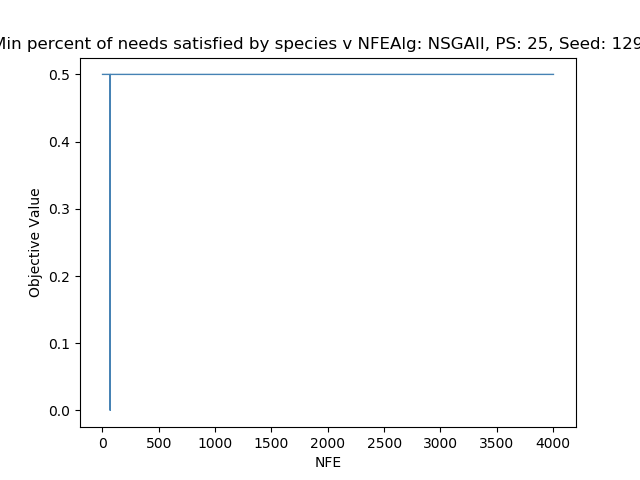 Min percent of needs satisfied by species v NFEAlg: NSGAII, PS: 25, Seed: 129
0.5
0.4
0.3
0.2
0.1
0.0
Objective Value
0 500 1000 1500 2000 2500 3000 3500 4000
NFE